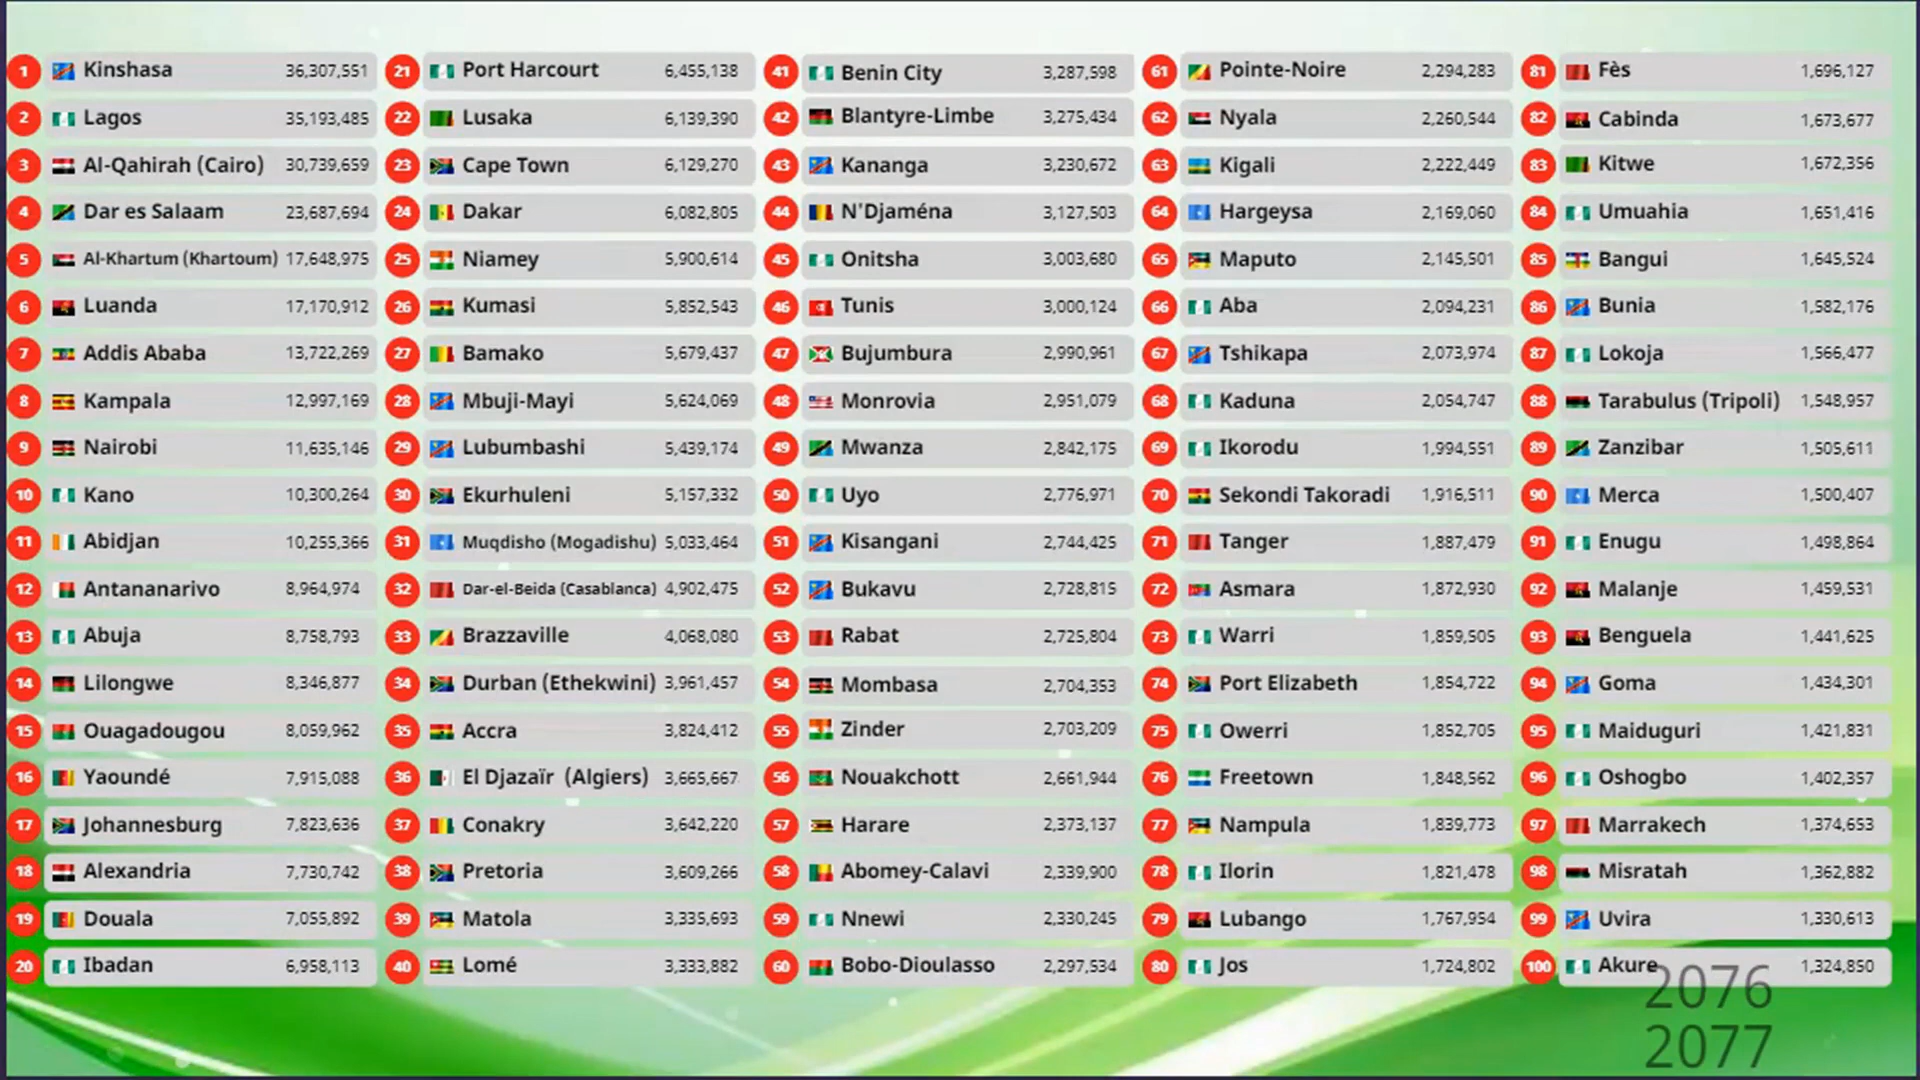 1 Kinshasa 36,307,551
2 Lagos 35,193,485
3 Al-Qahirah (Cairo) 30,739,659
4 Dar es Salaam 23,687,694
5 Al-Khartum (Khartoum) 17,648,975
6 Luanda 17,170,912
7 Addis Ababa 13,722,269
8 Kampala 12,997,169
9 Nairobi 11,635,146
10 Kano 10,300,264
11 Abidjan 10,255,366
12 Antananarivo 8,964,974
13 Abuja 8,758,793
14 Lilongwe 8,346,877
15 Ouagadougou 8,059,962
16 Yaoundé 7,915,088
17 Johannesburg 7,823,636
18 Alexandria 7,730,742
19 Douala 7,055,892
20 Ibadan 6,958,113
21 Port Harcourt 6,455,138
22 Lusaka 6,139,390
23 Cape Town 6,129,270
24 Dakar 6,082,805
25 Niamey 5,900,614
26 Kumasi 5,852,543
27 Bamako 5,679,437
28 Mbuji-Mayi 5,624,069
29 Lubumbashi 5,439,174
30 Ekurhuleni 5,157,332
31 Muqdisho (Mogadishu) 5,033,464
32 Dar-el-Beida (Casablanca) 4,902,475
33 Brazzaville 4,068,080
34 Durban (Ethekwini) 3,961,457
35 Accra 3,824,412
36 El Djazaïr (Algiers) 3,665,667
37 Conakry 3,642,220
38 Pretoria 3,609,266
39 Matola 3,335,693
40 Lomé 3,333,882
41 Benin City 3,287,598
42 Blantyre-Limbe 3,275,434
43 Kananga 3,230,672
44 N'Djaména 3,127,503
45 Onitsha 3,003,680
46 Tunis 3,000,124
47 Bujumbura 2,990,961
48 Monrovia 2,951,079
49 Mwanza 2,842,175
50 Uyo 2,776,971
51 Kisangani 2,744,425
52 Bukavu 2,728,815
53 Rabat 2,725,804
54 Mombasa 2,704,353
55 Zinder 2,703,209
56 Nouakchott 2,661,944
57 Harare 2,373,137
58 Abomey-Calavi 2,339,900
59 Nnewi 2,330,245
60 Bobo-Dioulasso 2,297,534
61 Pointe-Noire 2,294,283
62 Nyala 2,260,544
63 Kigali 2,222,449
64 Hargeysa 2,169,060
65 Maputo 2,145,501
66 Aba 2,094,231
67 Tshikapa 2,073,974
68 Kaduna 2,054,747
69 Ikorodu 1,994,551
70 Sekondi Takoradi 1,916,511
71 Tanger 1,887,479
72 Asmara 1,872,930
73 Warri 1,859,505
74 Port Elizabeth 1,854,722
75 Owerri 1,852,705
76 Freetown 1,848,562
77 Nampula 1,839,773
78 Ilorin 1,821,478
79 Lubango 1,767,954
80 Jos 1,724,802
81 Fès 1,696,127
82 Cabinda 1,673,677
83 Kitwe 1,672,356
84 Umuahia 1,651,416
85 Bangui 1,645,524
86 Bunia 1,582,176
87 Lokoja 1,566,477
88 Tarabulus (Tripoli) 1,548,957
89 Zanzibar 1,505,611
90 Merca 1,500,407
91 Enugu 1,498,864
92 Malanje 1,459,531
93 Benguela 1,441,625
94 Goma 1,434,301
95 Maiduguri 1,421,831
96 Oshogbo 1,402,357
97 Marrakech 1,374,653
98 Misratah 1,362,882
99 Uvira 1,330,613
100 Akure 1,324,850
2076
2077